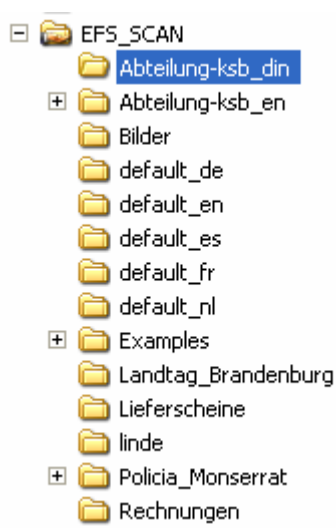 EFS_SCAN
Abteilung-ksb_din
Abteilung-ksb_en
Bilder
default_de
default_en
default_es
default_fr
default_nl
Examples
Landtag_Brandenburg
Lieferscheine
linde
Policia_Monserrat
Rechnungen